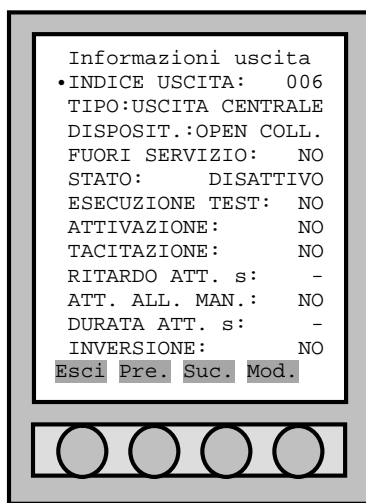 Informazioni uscita
•INDICE USCITA: 006
TIPO:USCITA CENTRALE
DISPOSIT.:OPEN COLL.
FUORI SERVIZIO: NO
STATO: DISATTIVO
ESECUZIONE TEST: NO
ATTIVAZIONE: NO
TACITAZIONE: NO
RITARDO ATT. s: -
ATT. ALL. MAN.: NO
DURATA ATT. s: -
INVERSIONE: NO
Esci Pre. Suc. Mod.